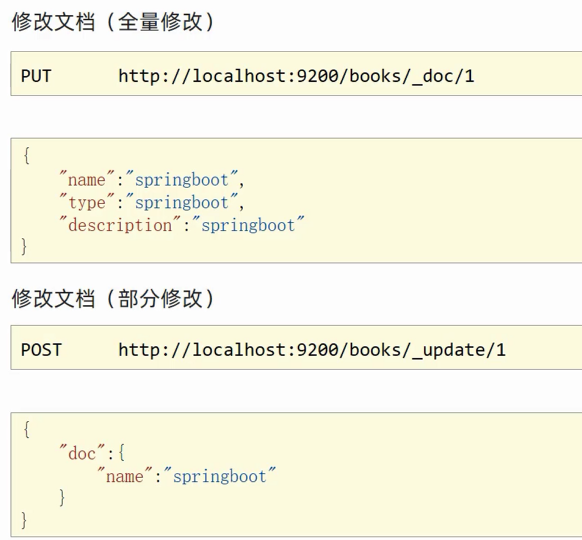 修改文档（全量修改）
PUT http://localhost:9200/books/_doc/1
{
"name":"springboot",
"type":"springboot",
"description":"springboot"
}
修改文档（部分修改）
POST http://localhost:9200/books/_update/1
{
"doc":{
"name":"springboot"
}
}